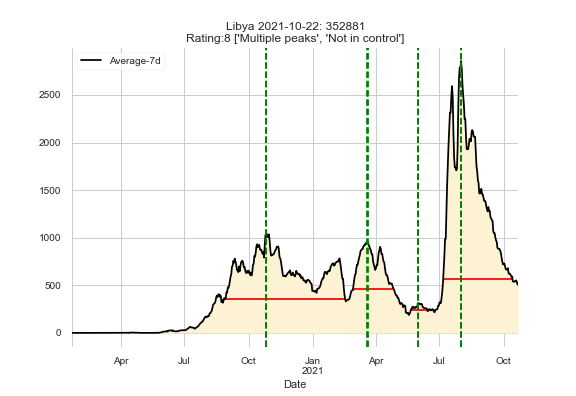 Libya 2021-10-22: 352881
Rating:8 ['Multiple peaks', 'Not in control']
Average-7d
2500
2000
1500
1000
500
0
Apr Jul Oct Jan Apr Jul Oct
2021
Date